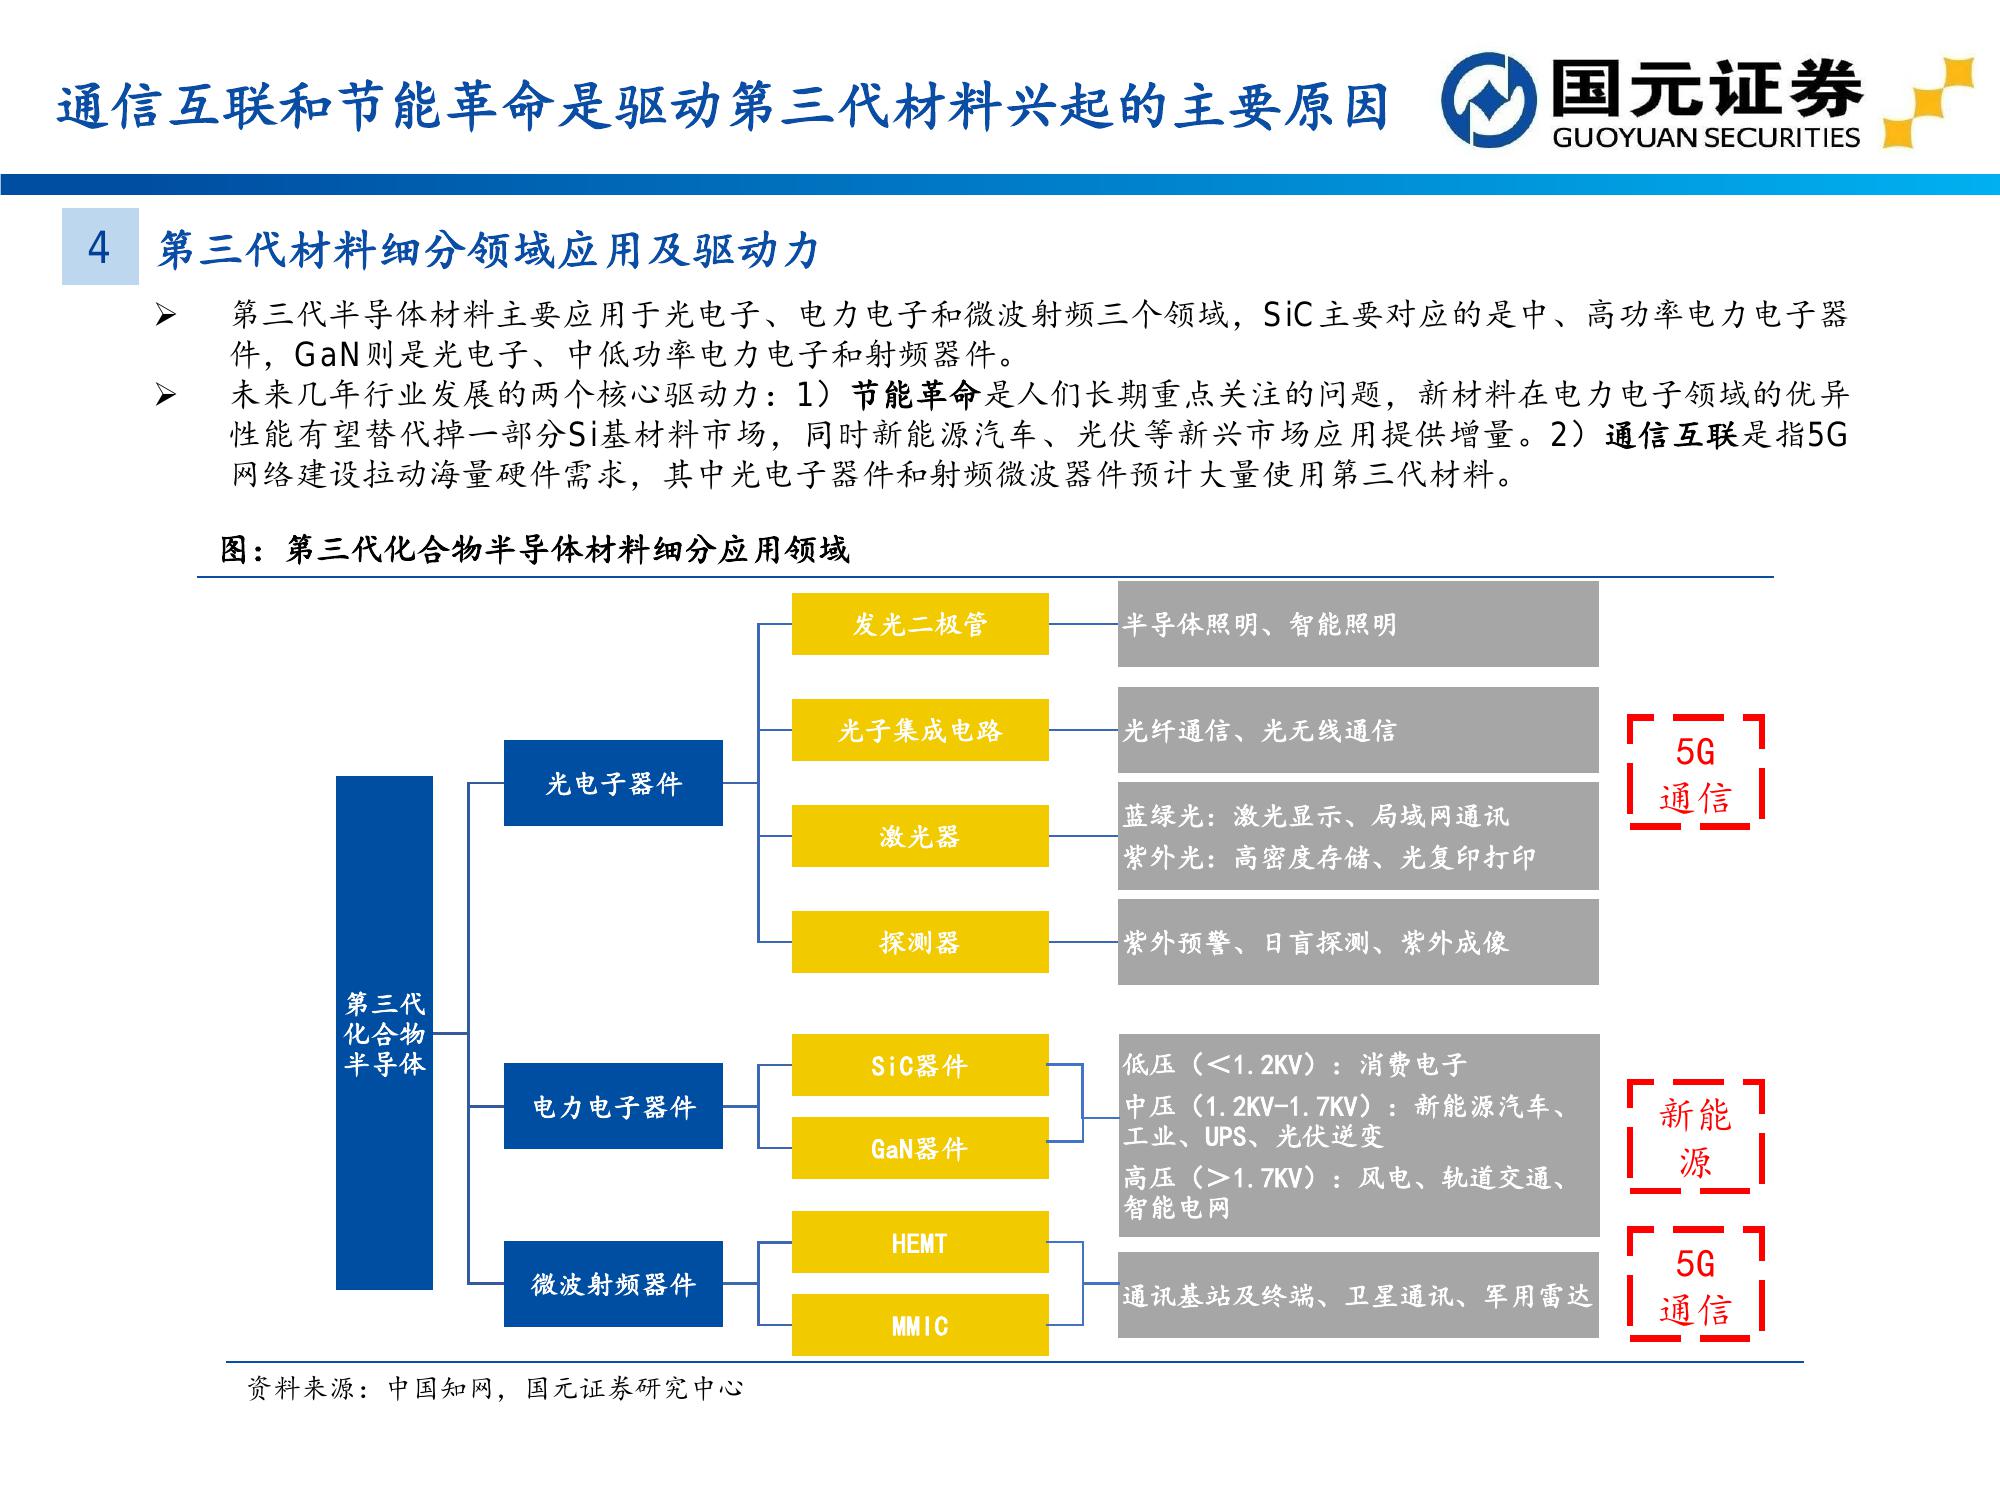 通信互联和节能革命是驱动第三代材料兴起的主要原因
国元证券
GUOYUAN SECURITIES
4
第三代材料细分领域应用及驱动力
➢ 第三代半导体材料主要应用于光电子、电力电子和微波射频三个领域，SiC主要对应的是中、高功率电力电子器
件，GaN则是光电子、中低功率电力电子和射频器件。
➢ 未来几年行业发展的两个核心驱动力：1）节能革命是人们长期重点关注的问题，新材料在电力电子领域的优异
性能有望替代掉一部分Si基材料市场，同时新能源汽车、光伏等新兴市场应用提供增量。2）通信互联是指5G
网络建设拉动海量硬件需求，其中光电子器件和射频微波器件预计大量使用第三代材料。
图：第三代化合物半导体材料细分应用领域
第三代
化合物
半导体
光电子器件
发光二极管
半导体照明、智能照明
光子集成电路
光纤通信、光无线通信
激光器
蓝绿光：激光显示、局域网通讯
紫外光：高密度存储、光复印打印
探测器
紫外预警、日盲探测、紫外成像
5G
通信
电力电子器件
SiC器件
GaN器件
低压（＜1.2KV）：消费电子
中压（1.2KV-1.7KV）：新能源汽车、
工业、UPS、光伏逆变
高压（＞1.7KV）：风电、轨道交通、
智能电网
新能
源
微波射频器件
HEMT
MMIC
通讯基站及终端、卫星通讯、军用雷达
5G
通信
资料来源：中国知网，国元证券研究中心